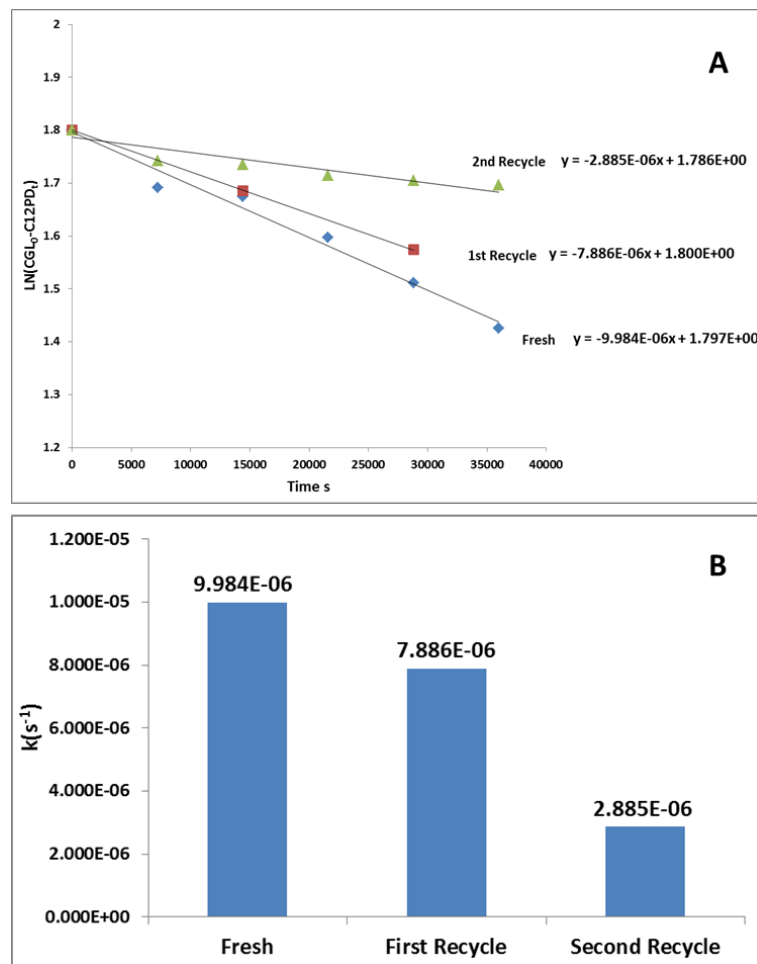 2
A
1.9
1.8
2nd Recycle y = -2.885E-06x + 1.786E+00
1.7
LN(CGL₀-C12PDₜ)
1st Recycle y = -7.886E-06x + 1.800E+00
1.6
1.5
Fresh y = -9.984E-06x + 1.797E+00
1.4
1.3
1.2
0 5000 10000 15000 20000 25000 30000 35000 40000
Time s
1.200E-05
B
9.984E-06
1.000E-05
7.886E-06
8.000E-06
k(s⁻¹)
6.000E-06
4.000E-06
2.885E-06
2.000E-06
0.000E+00
Fresh First Recycle Second Recycle